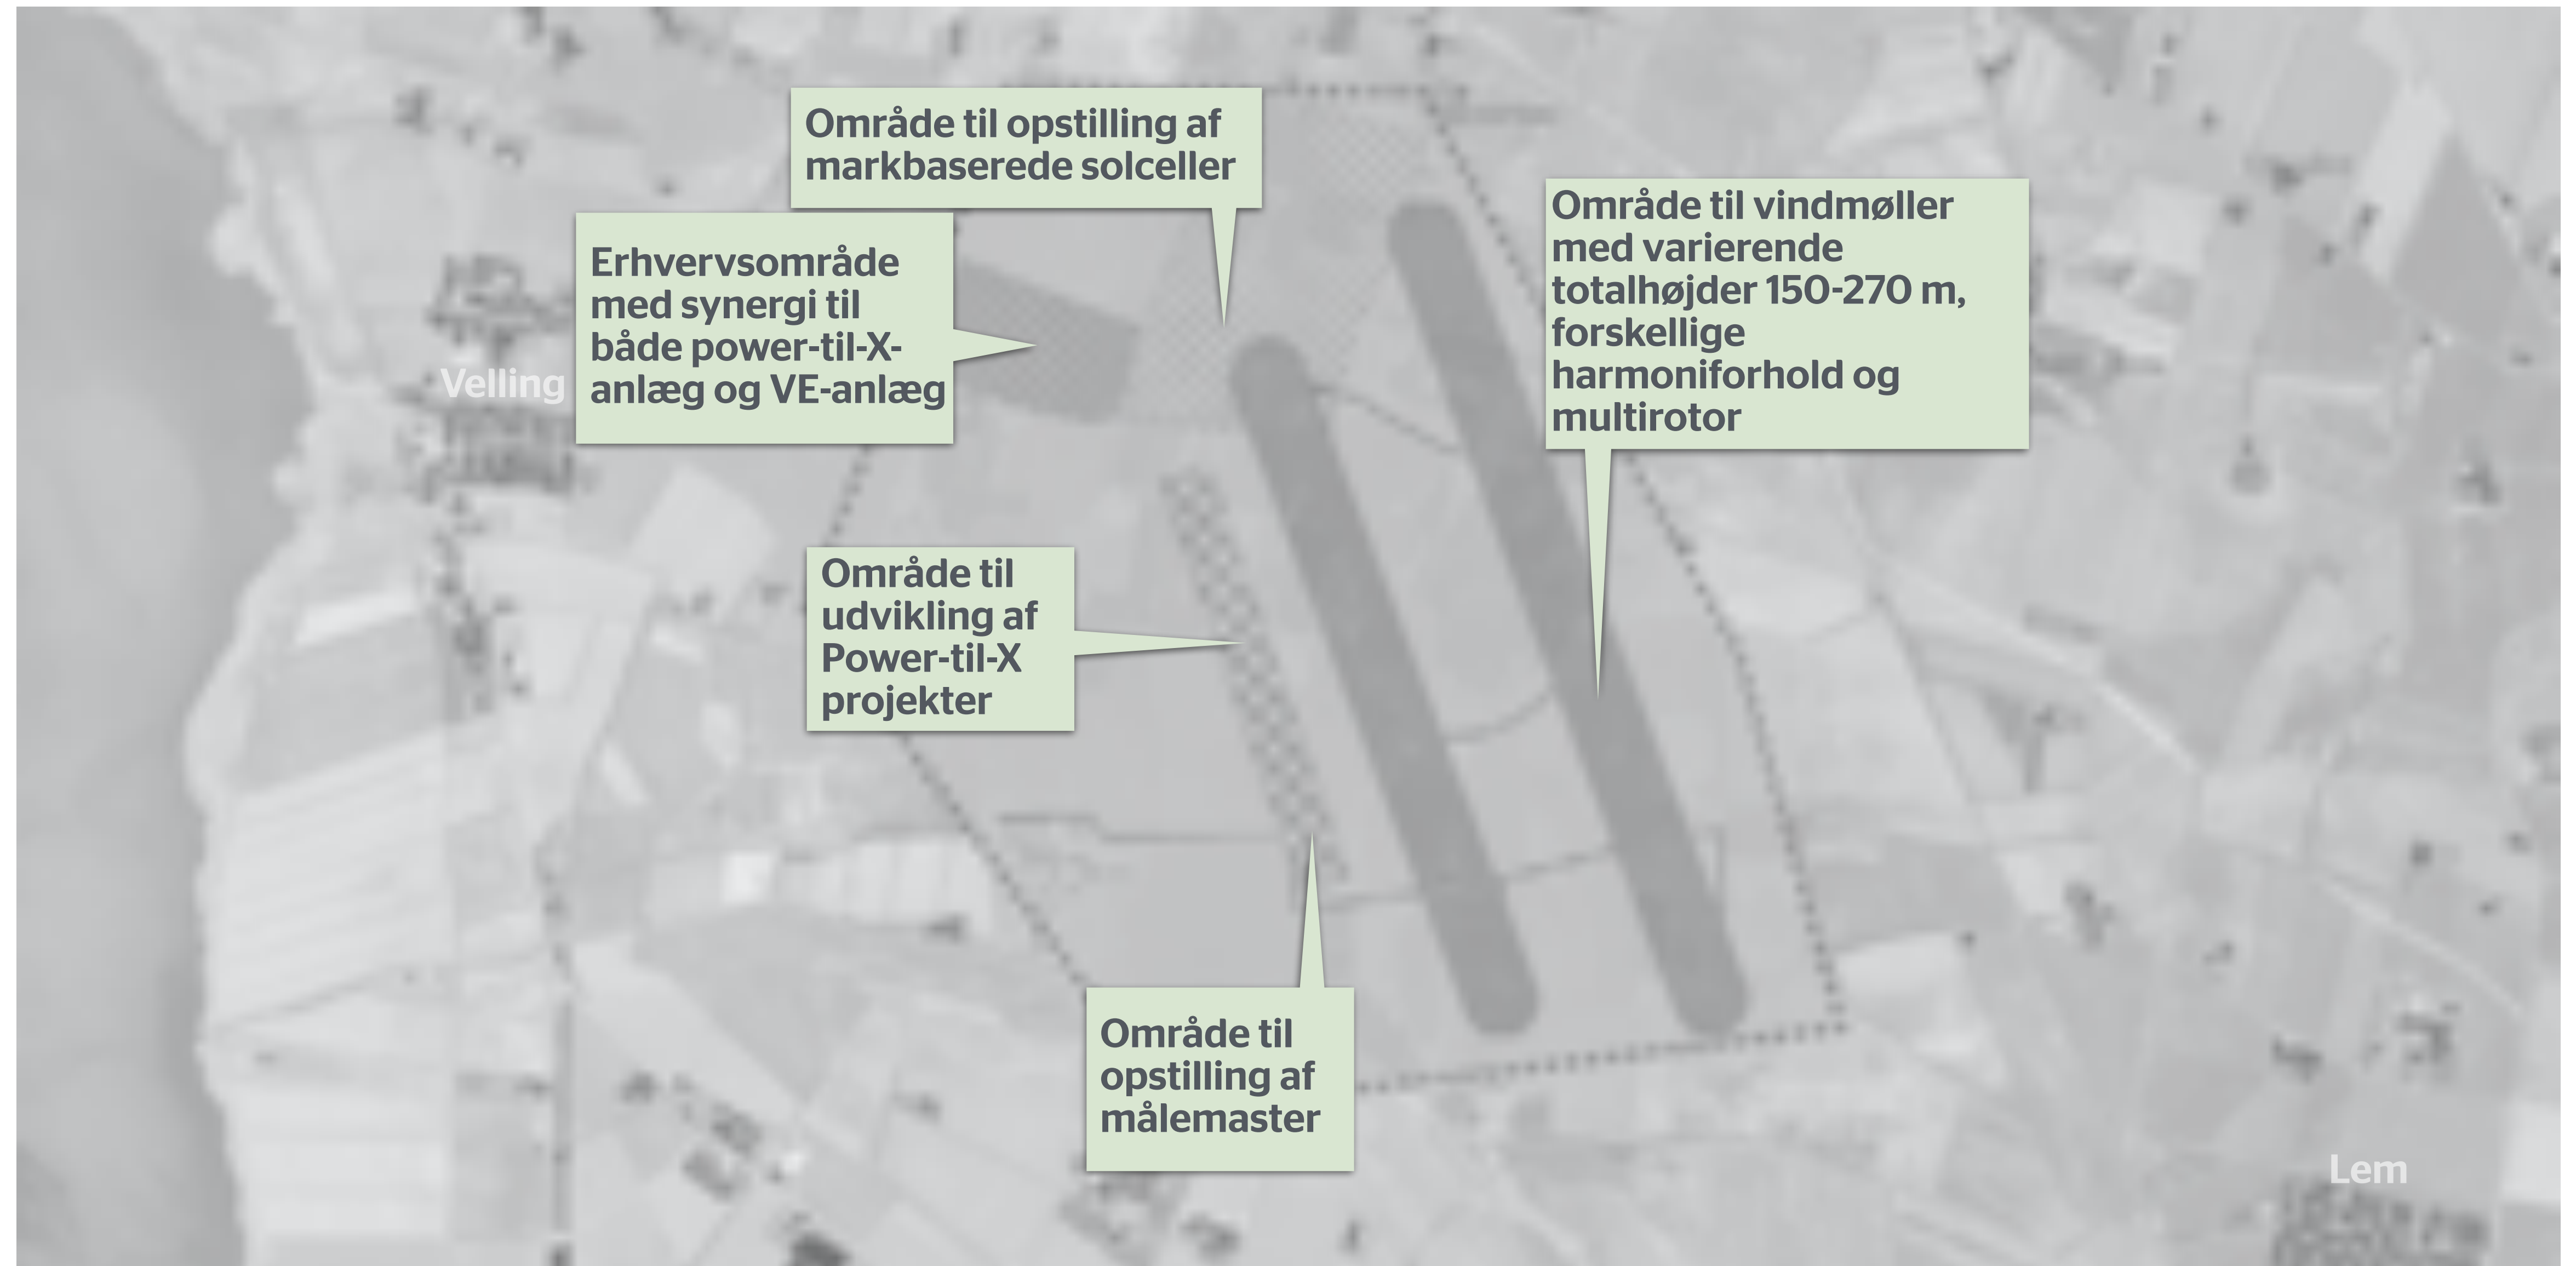 Område til opstilling af
markbaserede solceller
Område til vindmøller
med varierende
totalhøjder 150-270 m,
forskellige
harmoniforhold og
multirotor
Erhvervsområde
med synergi til
både power-til-X-
anlæg og VE-anlæg
Velling
Område til
udvikling af
Power-til-X
projekter
Område til
opstilling af
målemaster
Lem